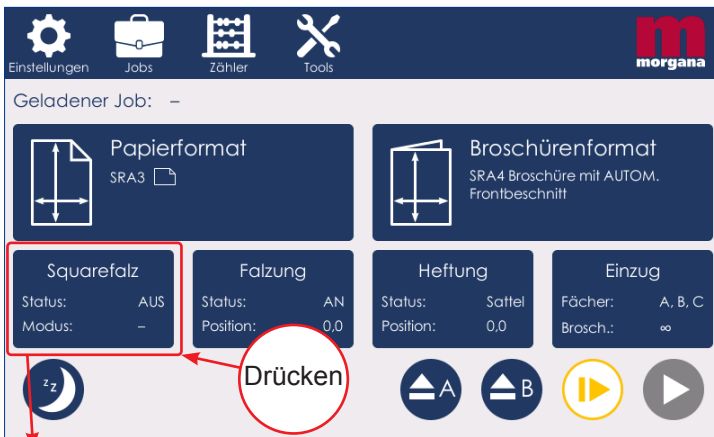 Einstellungen
Jobs
Zähler
Tools
morgana
Geladener Job: –
Papierformat
SRA3
Broschürenformat
SRA4 Broschüre mit AUTOM.
Frontbeschnitt
Squarefalz
Status: AUS
Modus: –
Falzung
Status: AN
Position: 0,0
Heftung
Status: Sattel
Position: 0,0
Einzug
Fächer: A, B, C
Brosch.: ∞
Drücken
z z
A
B